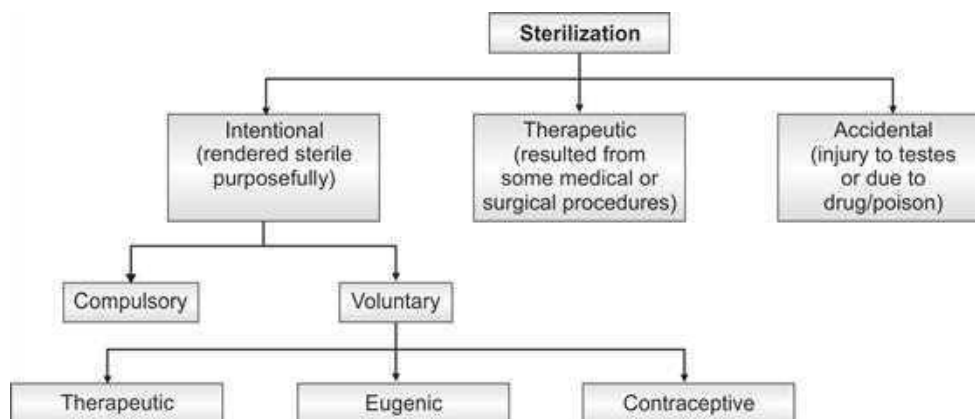 Sterilization
Intentional
(rendered sterile
purposefully)
Therapeutic
(resulted from
some medical or
surgical procedures)
Accidental
(injury to testes
or due to
drug/poison)
Compulsory
Voluntary
Therapeutic
Eugenic
Contraceptive